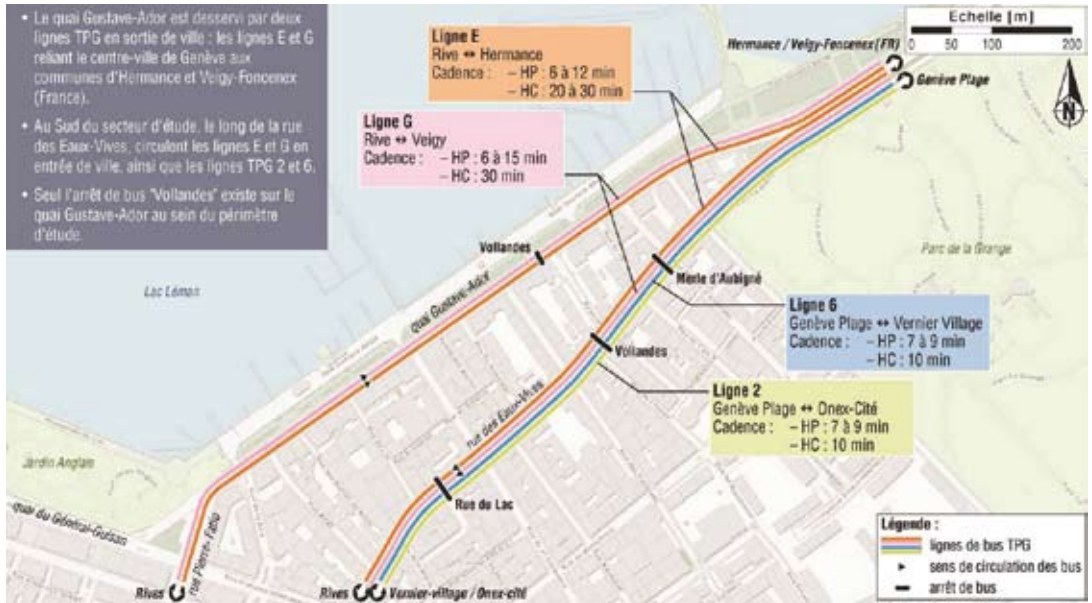 • Le quai Gustave-Ador est desservi par deux
lignes TPG en sortie de ville : les lignes E et G
reliant le centre-ville de Genève aux
communes d'Hermance et Veigy-Foncenex
(France).
• Au Sud du secteur d'étude, le long de la rue
des Eaux-Vives, circulent les lignes E et G en
entrée de ville, ainsi que les lignes TPG 2 et 6.
• Seul l'arrêt de bus "Vollandes" existe sur le
quai Gustave-Ador au sein du périmètre
d'étude.
Ligne E
Rive ↔ Hermance
Cadence : – HP : 6 à 12 min
– HC : 20 à 30 min
Ligne G
Rive ↔ Veigy
Cadence : – HP : 6 à 15 min
– HC : 30 min
Hermance / Veigy-Foncenex (FR)
Echelle [m]
0 50 100 200
Genève Plage
N
Parc de la Grange
Lac Léman
Vollandes
quai Gustave-Ador
Merle d'Aubigné
Ligne 6
Genève Plage ↔ Vernier Village
Cadence : – HP : 7 à 9 min
– HC : 10 min
Vollandes
Ligne 2
Genève Plage ↔ Onex-Cité
Cadence : – HP : 7 à 9 min
– HC : 10 min
rue des Eaux-Vives
Rue du Lac
Jardin Anglais
quai du Général-Guisan
rue Pierre-Fatio
Rives
Rives
Vernier-village / Onex-cité
Légende :
lignes de bus TPG
sens de circulation des bus
arrêt de bus